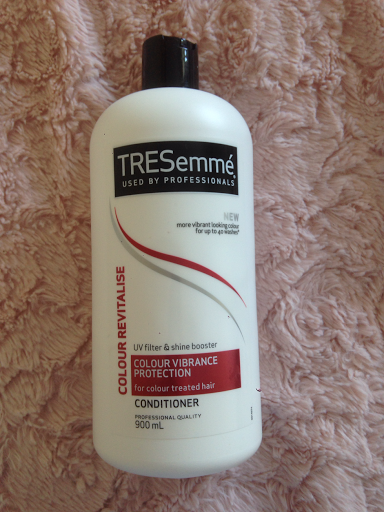 TRESemmé
USED BY PROFESSIONALS
NEW
more vibrant looking colour
for up to 40 washes*
COLOUR REVITALISE
UV filter & shine booster
COLOUR VIBRANCE
PROTECTION
for colour treated hair
CONDITIONER
PROFESSIONAL QUALITY
900 mL